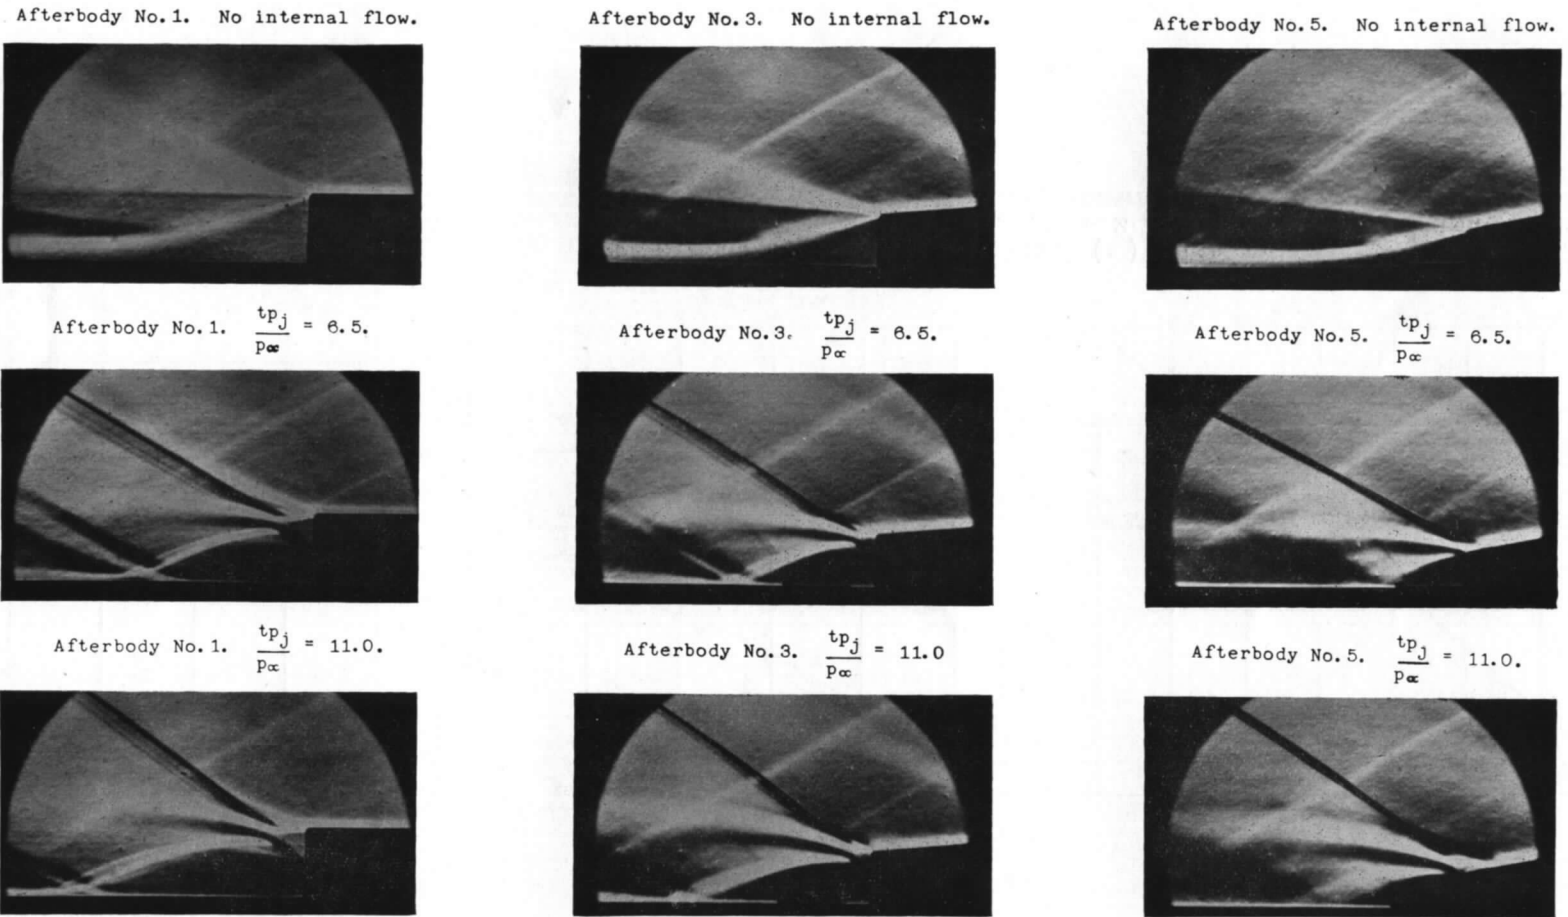 Afterbody No.1. No internal flow.
Afterbody No.3. No internal flow.
Afterbody No.5. No internal flow.
Afterbody No.1. tpj/p∞ = 6.5.
Afterbody No.3. tpj/p∞ = 6.5.
Afterbody No.5. tpj/p∞ = 6.5.
Afterbody No.1. tpj/p∞ = 11.0.
Afterbody No.3. tpj/p∞ = 11.0
Afterbody No.5. tpj/p∞ = 11.0.